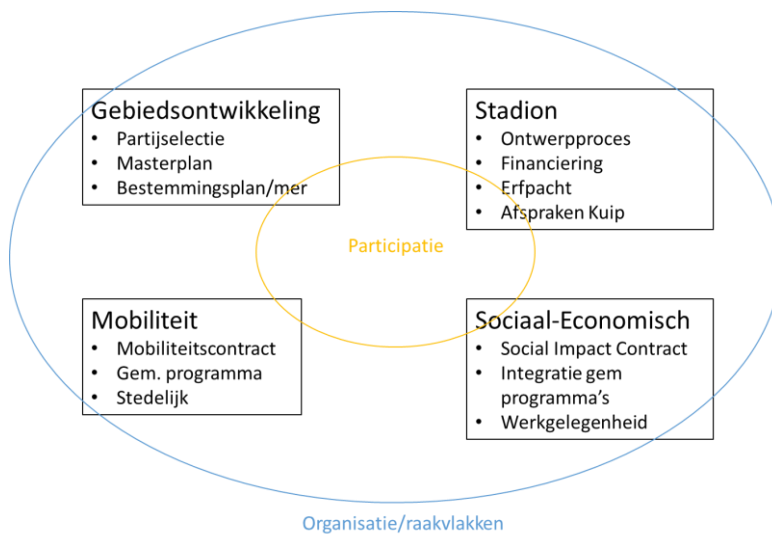 Gebiedsontwikkeling
• Partijselectie
• Masterplan
• Bestemmingsplan/mer
Stadion
• Ontwerpproces
• Financiering
• Erfpacht
• Afspraken Kuip
Participatie
Mobiliteit
• Mobiliteitscontract
• Gem. programma
• Stedelijk
Sociaal-Economisch
• Social Impact Contract
• Integratie gem
programma's
• Werkgelegenheid
Organisatie/raakvlakken